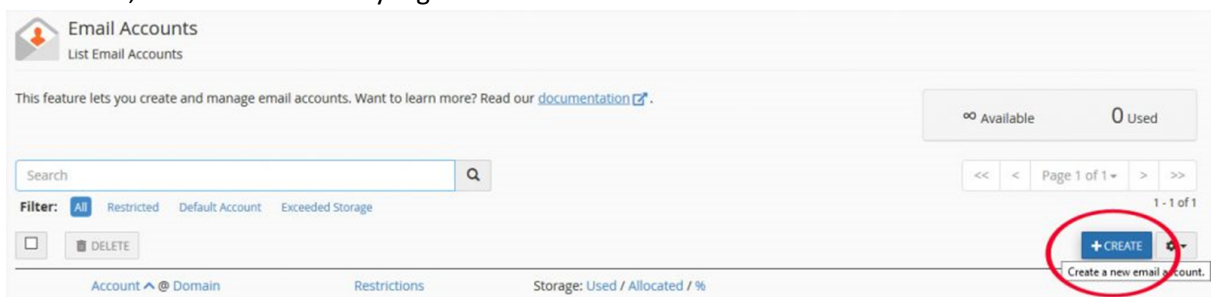 Email Accounts
List Email Accounts
This feature lets you create and manage email accounts. Want to learn more? Read our documentation.
∞ Available 0 Used
Search
<< < Page 1 of 1 > >>
Filter: All Restricted Default Account Exceeded Storage
1 - 1 of 1
DELETE
+ CREATE
Create a new email account.
Account @ Domain Restrictions Storage: Used / Allocated / %